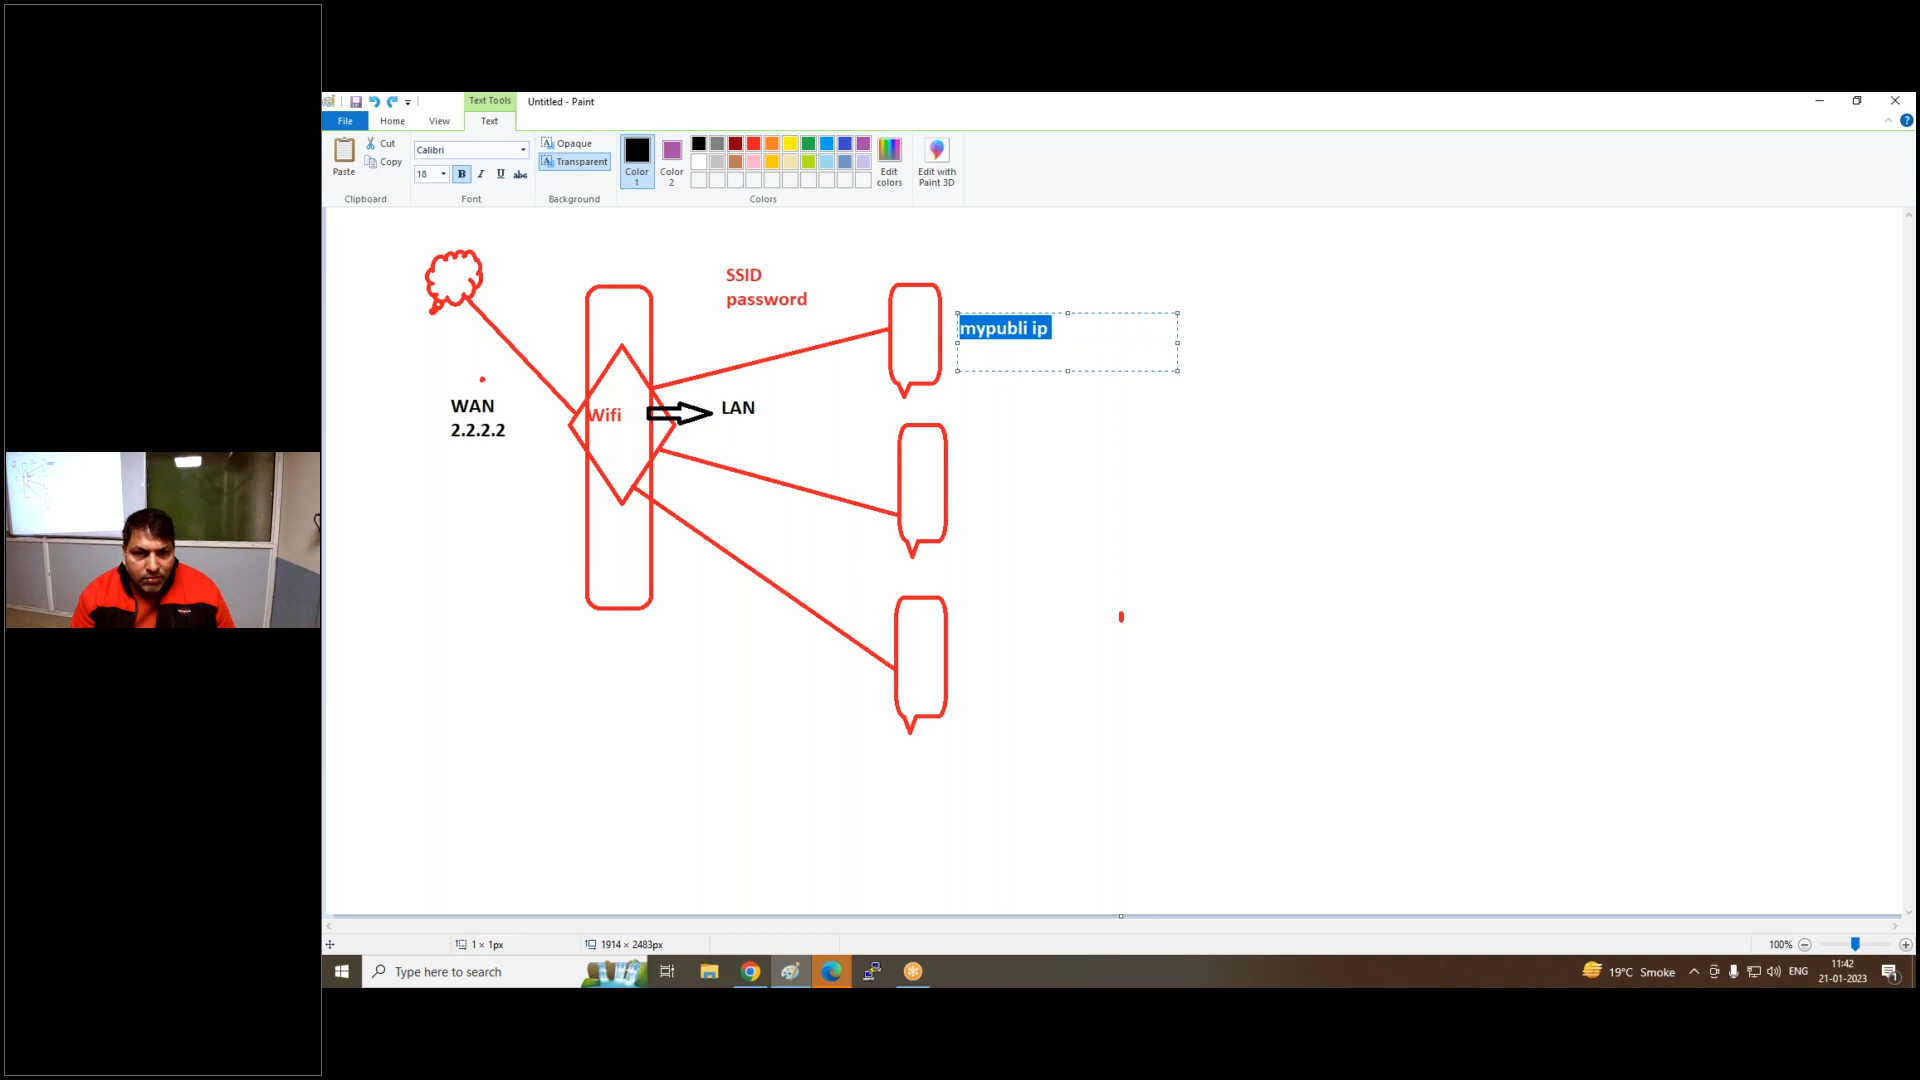 Text Tools
Untitled - Paint
File
Home
View
Text
Paste
Cut
Copy
Clipboard
Calibri
18
B
I
U
abc
Font
Opaque
Transparent
Background
Color
1
Color
2
Edit
colors
Colors
Edit with
Paint 3D
SSID
password
mypubli ip
WAN
2.2.2.2
Wifi
LAN
1 × 1px
1914 × 2483px
100%
Type here to search
19°C Smoke
ENG
11:42
21-01-2023
1